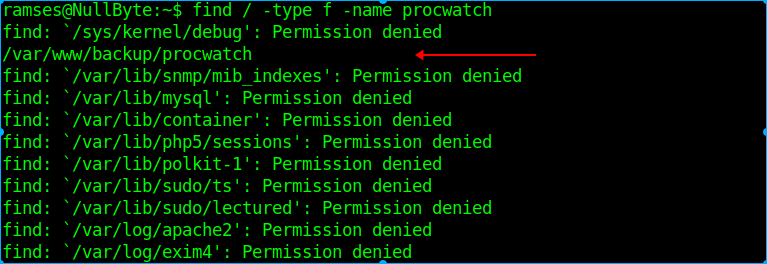 ramses@NullByte:~$ find / -type f -name procwatch
find: `/sys/kernel/debug': Permission denied
/var/www/backup/procwatch
find: `/var/lib/snmp/mib_indexes': Permission denied
find: `/var/lib/mysql': Permission denied
find: `/var/lib/container': Permission denied
find: `/var/lib/php5/sessions': Permission denied
find: `/var/lib/polkit-1': Permission denied
find: `/var/lib/sudo/ts': Permission denied
find: `/var/lib/sudo/lectured': Permission denied
find: `/var/log/apache2': Permission denied
find: `/var/log/exim4': Permission denied